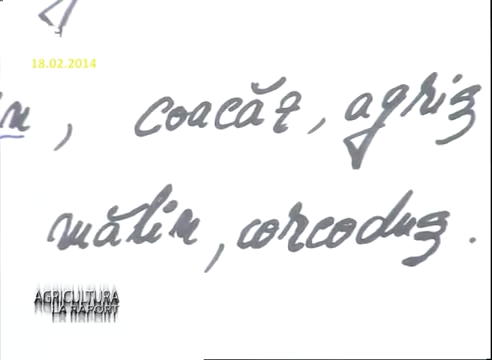 18.02.2014
, coacăz, agriș
mălin, corcoduș.
AGRICULTURA
LA RAPORT